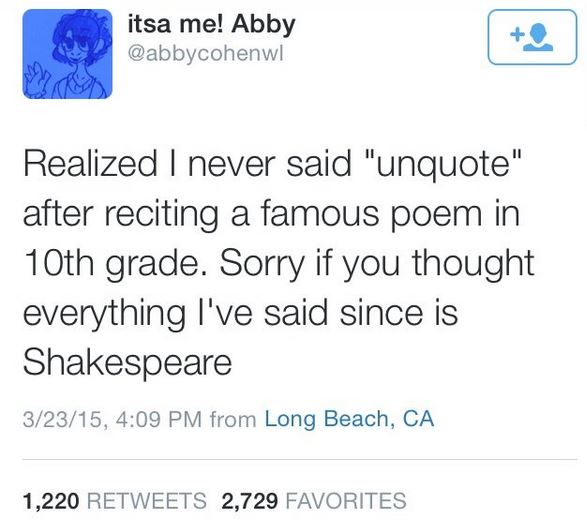 itsa me! Abby
@abbycohenwl
Realized I never said "unquote"
after reciting a famous poem in
10th grade. Sorry if you thought
everything I've said since is
Shakespeare
3/23/15, 4:09 PM from Long Beach, CA
1,220 RETWEETS 2,729 FAVORITES